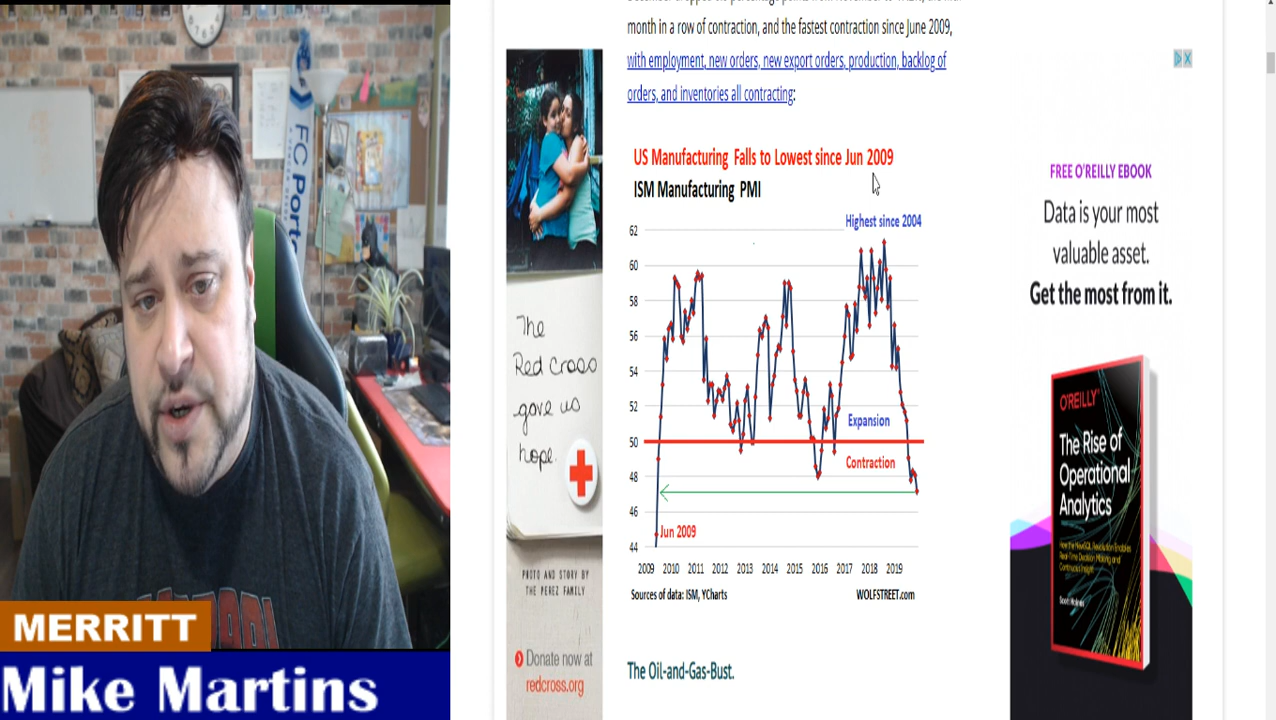 FC Porto
MERRITT
Mike Martins
month in a row of contraction, and the fastest contraction since June 2009,
with employment, new orders, new export orders, production, backlog of
orders, and inventories all contracting:
US Manufacturing Falls to Lowest since Jun 2009
ISM Manufacturing PMI
Highest since 2004
62
60
58
56
54
52
50
48
46
44
Expansion
Contraction
Jun 2009
2009 2010 2011 2012 2013 2014 2015 2016 2017 2018 2019
Sources of data: ISM, YCharts
WOLFSTREET.com
The Oil-and-Gas-Bust.
The
Red Cross
gave us
hope.
PHOTO AND STORY BY
THE PEREZ FAMILY
Donate now at
redcross.org
FREE O'REILLY EBOOK
Data is your most
valuable asset.
Get the most from it.
O'REILLY
The Rise of
Operational
Analytics